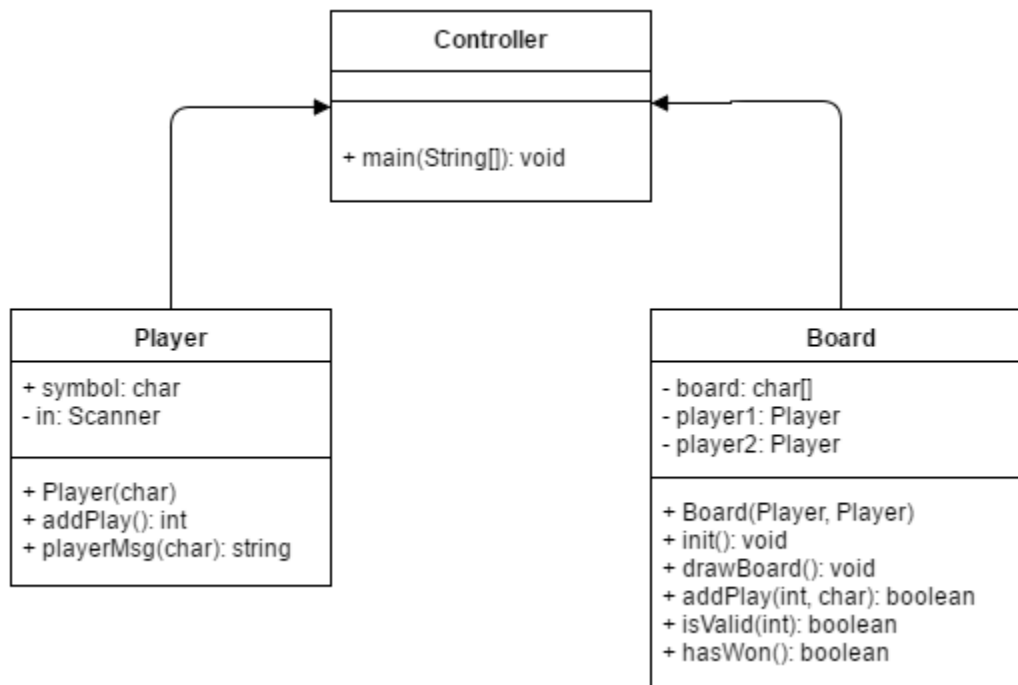 Controller
+ main(String[]): void
Player
+ symbol: char
- in: Scanner
+ Player(char)
+ addPlay(): int
+ playerMsg(char): string
Board
- board: char[]
- player1: Player
- player2: Player
+ Board(Player, Player)
+ init(): void
+ drawBoard(): void
+ addPlay(int, char): boolean
+ isValid(int): boolean
+ hasWon(): boolean